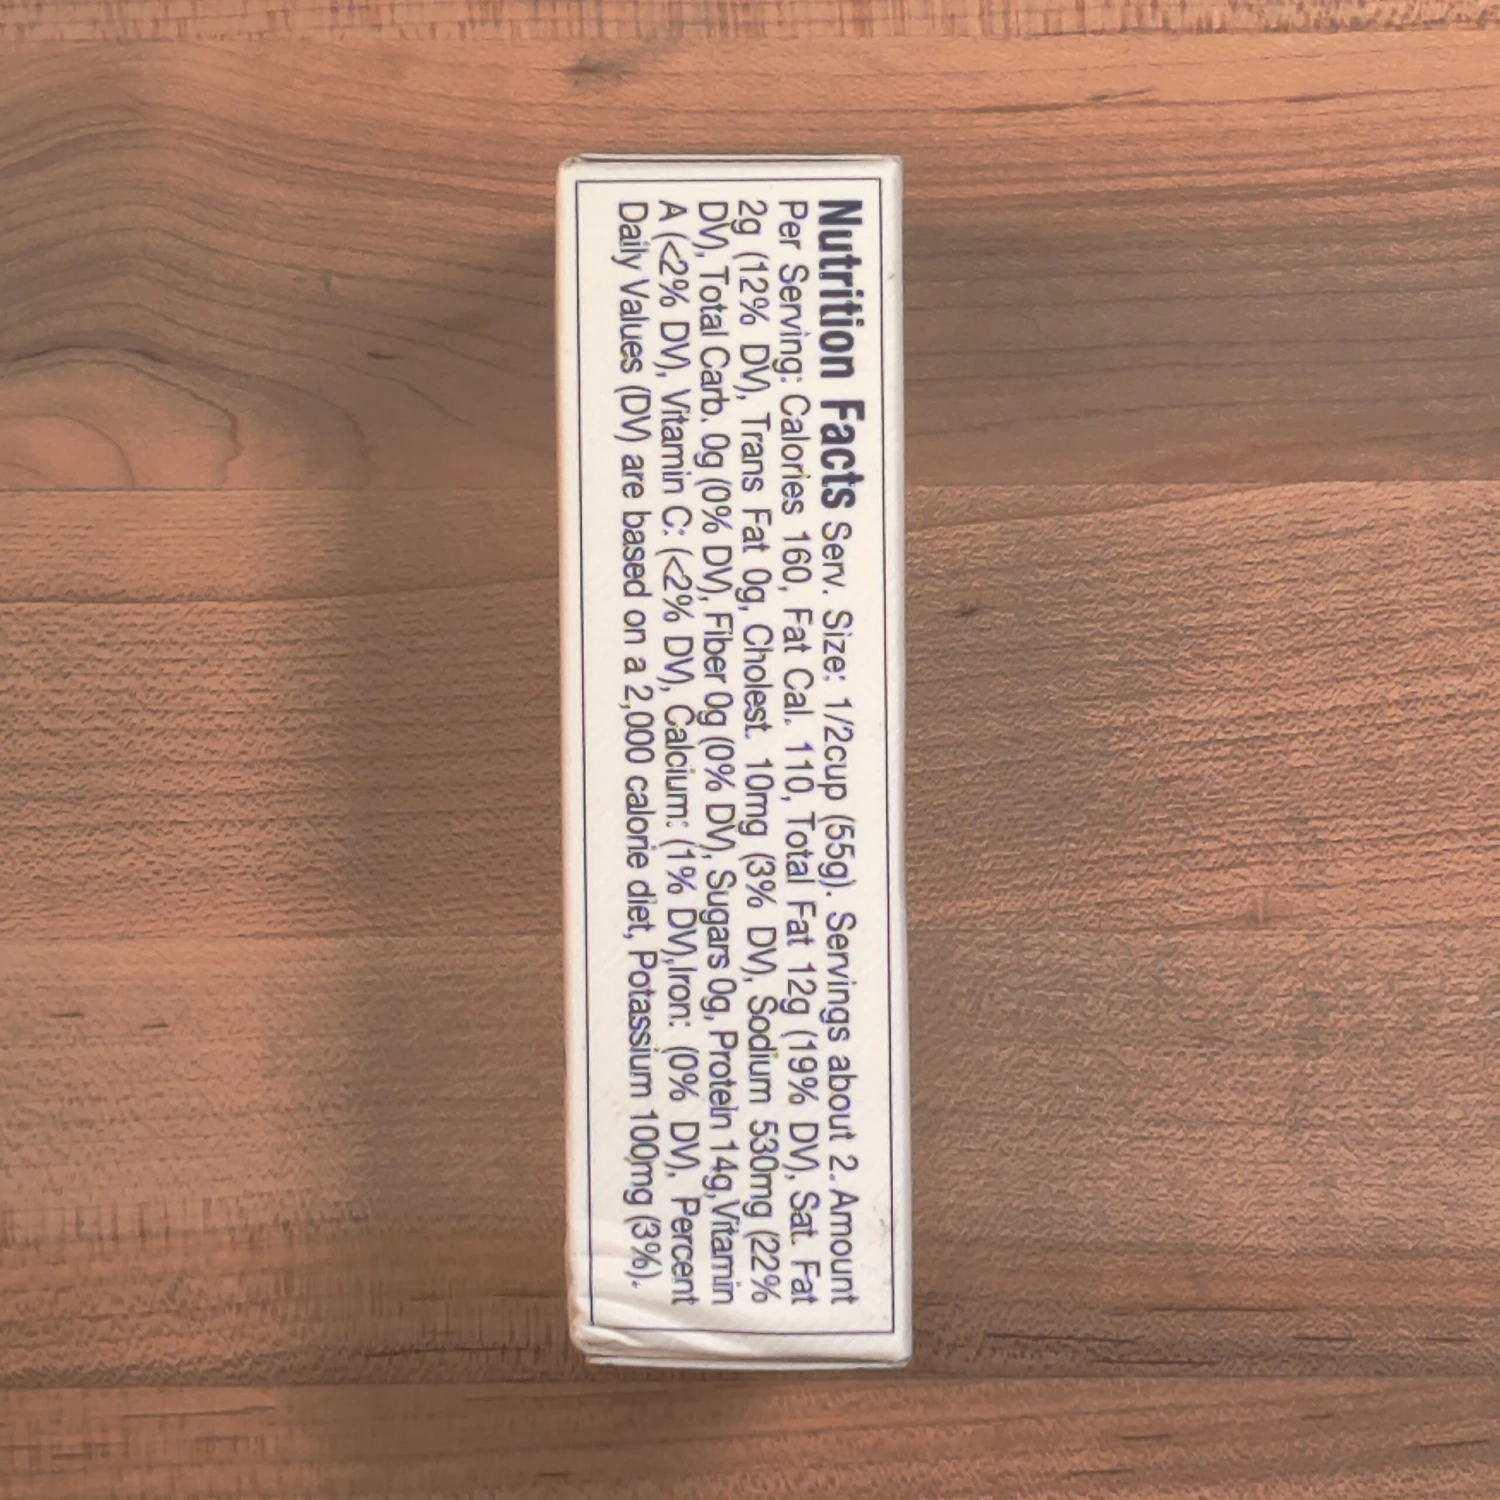 Nutrition Facts Serv. Size: 1/2cup (55g). Servings about 2. Amount
Per Serving: Calories 160, Fat Cal. 110, Total Fat 12g (19% DV), Sat. Fat
2g (12% DV), Trans Fat 0g, Cholest. 10mg (3% DV), Sodium 530mg (22%
DV), Total Carb. 0g (0% DV), Fiber 0g (0% DV), Sugars 0g, Protein 14g,Vitamin
A (<2% DV), Vitamin C: (<2% DV), Calcium: (1% DV),Iron: (0% DV), Percent
Daily Values (DV) are based on a 2,000 calorie diet, Potassium 100mg (3%).